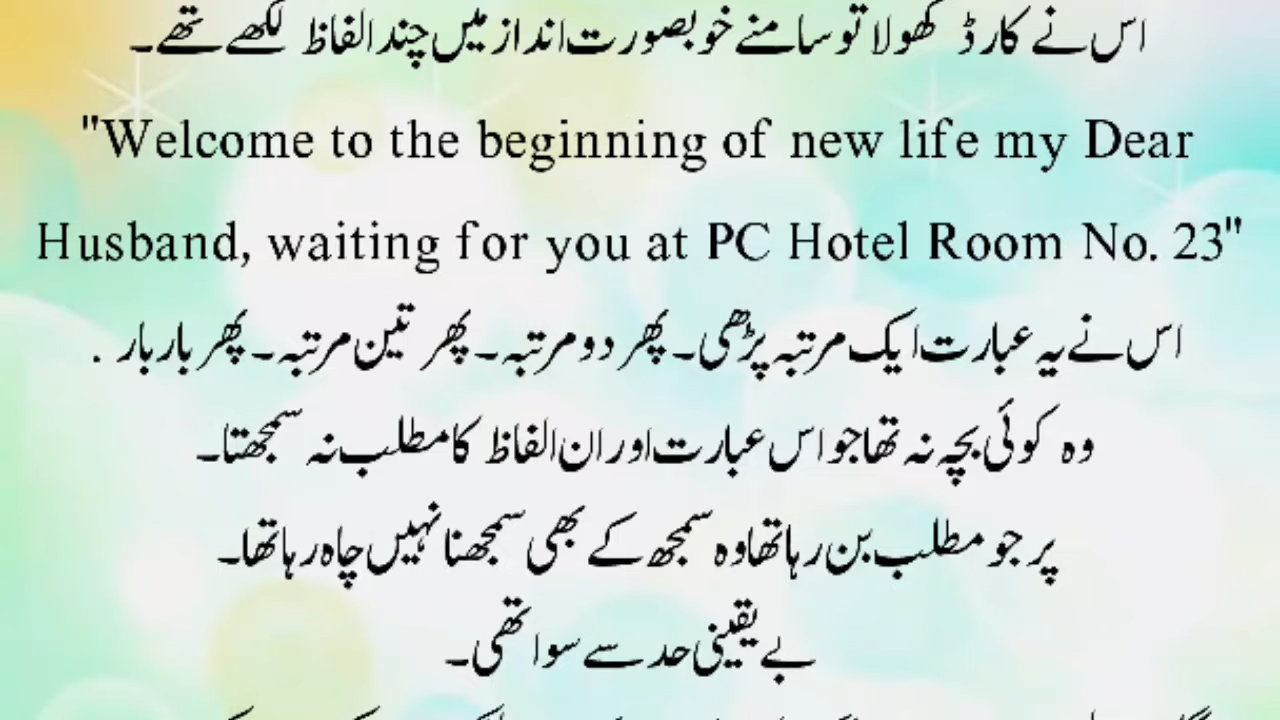 اس نے کارڈ کھولا تو سامنے خوبصورت انداز میں چند الفاظ لکھے تھے۔
"Welcome to the beginning of new life my Dear
Husband, waiting for you at PC Hotel Room No. 23"
اس نے یہ عبارت ایک مرتبہ پڑھی۔ پھر دو مرتبہ۔ پھر تین مرتبہ۔ پھر بار بار .
وہ کوئی بچہ نہ تھا جو اس عبارت اور ان الفاظ کا مطلب نہ سمجھتا۔
پر جو مطلب بن رہا تھا وہ سمجھ کے بھی سمجھنا نہیں چاہ رہا تھا۔
بے یقینی حد سے سوا تھی۔